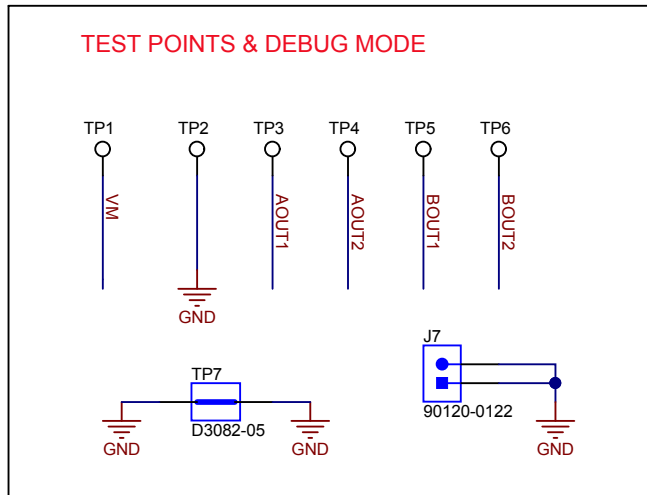 TEST POINTS & DEBUG MODE
TP1 TP2 TP3 TP4 TP5 TP6
VM AOUT1 AOUT2 BOUT1 BOUT2
GND
J7
TP7
90120-0122
D3082-05
GND GND GND